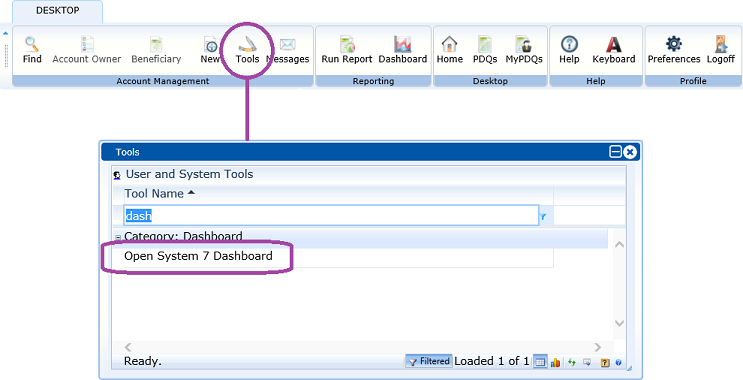 DESKTOP
Find Account Owner Beneficiary New Tools Messages Run Report Dashboard Home PDQs MyPDQs Help Keyboard Preferences Logoff
Account Management Reporting Desktop Help Profile
Tools
User and System Tools
Tool Name
dash
Category: Dashboard
Open System 7 Dashboard
Ready. Filtered Loaded 1 of 1